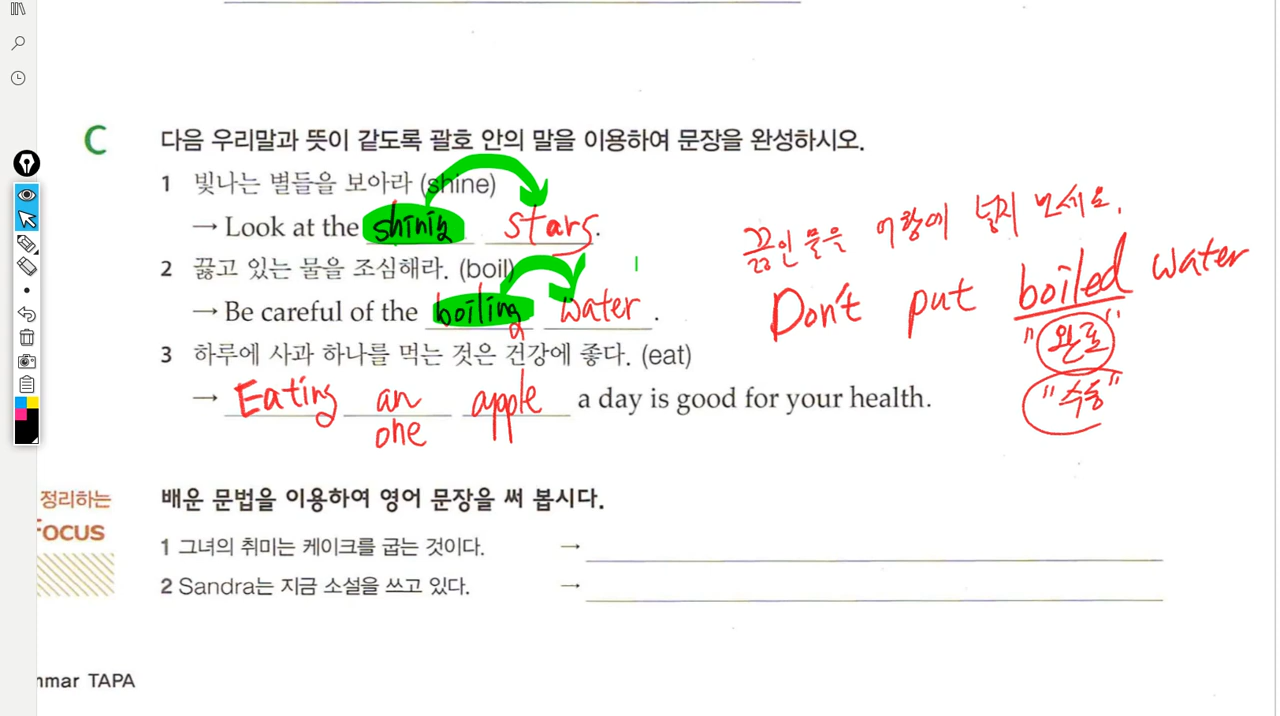 C 다음 우리말과 뜻이 같도록 괄호 안의 말을 이용하여 문장을 완성하시오.
1 빛나는 별들을 보아라 (shine)
→ Look at the shinig stars.
2 끓고 있는 물을 조심해라. (boil)
→ Be careful of the boiling water.
3 하루에 사과 하나를 먹는 것은 건강에 좋다. (eat)
→ Eating an apple a day is good for your health.
one
끓인 물을 어항에 넣지 마세요.
Don't put boiled water
"완료"
"수동"
정리하는
FOCUS
배운 문법을 이용하여 영어 문장을 써 봅시다.
1 그녀의 취미는 케이크를 굽는 것이다. →
2 Sandra는 지금 소설을 쓰고 있다. →
mmar TAPA